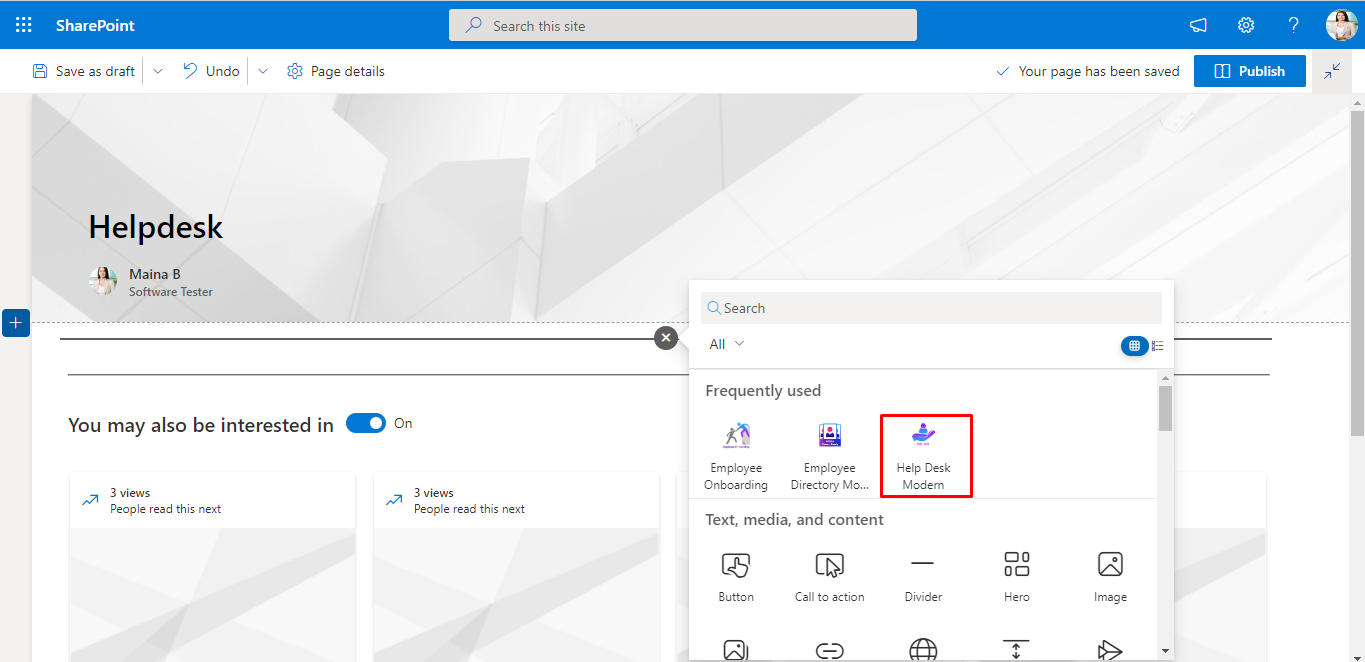 SharePoint
Search this site
?
Save as draft
Undo
Page details
Your page has been saved
Publish
Helpdesk
Maina B
Software Tester
Search
All
Frequently used
Employee
Onboarding
Employee
Directory Mo...
Help Desk
Modern
You may also be interested in
On
3 views
People read this next
3 views
People read this next
Text, media, and content
Button
Call to action
Divider
Hero
Image